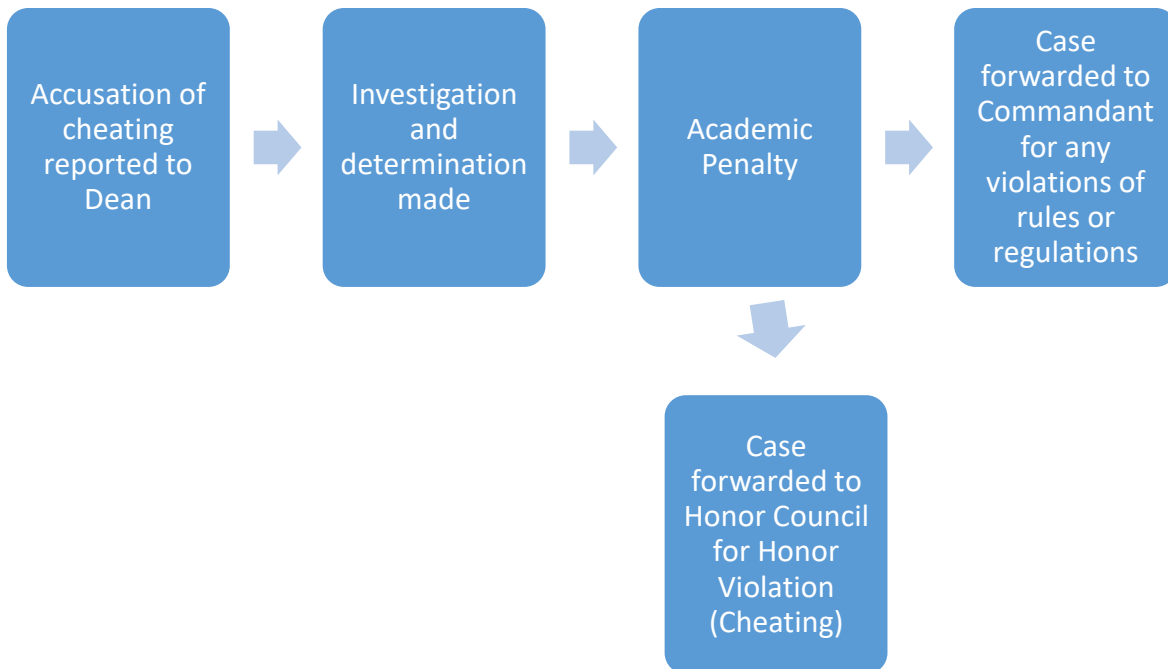 Accusation of
cheating
reported to
Dean
Investigation
and
determination
made
Academic
Penalty
Case
forwarded to
Commandant
for any
violations of
rules or
regulations
Case
forwarded to
Honor Council
for Honor
Violation
(Cheating)